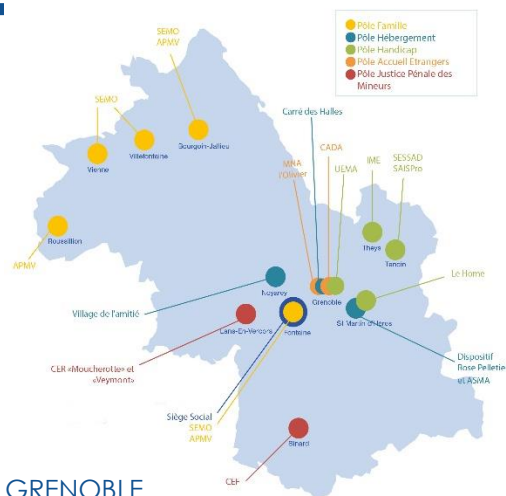 Pôle Famille
Pôle Hébergement
Pôle Handicap
Pôle Accueil Etrangers
Pôle Justice Pénale des
Mineurs
SEMO
APMV
SEMO
Bourgoin-Jallieu
Villefontaine
Vienne
Roussillon
APMV
Carré des Halles
MNA
l'Olivier
CADA
UEMA
IME
SESSAD
SAISPro
Theys
Tencin
Le Home
Noyarey
Grenoble
St Martin d'Hères
Village de l'amitié
Lans-En-Vercors
Fontaine
CER «Moucherotte» et
«Veymont»
Dispositif
Rose Pelletie
et ASMA
Siège Social
SEMO
APMV
Sinard
CEF
GRENOBLE